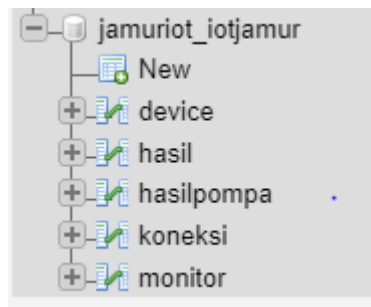 jamuriot_iotjamur
New
device
hasil
hasilpompa
koneksi
monitor